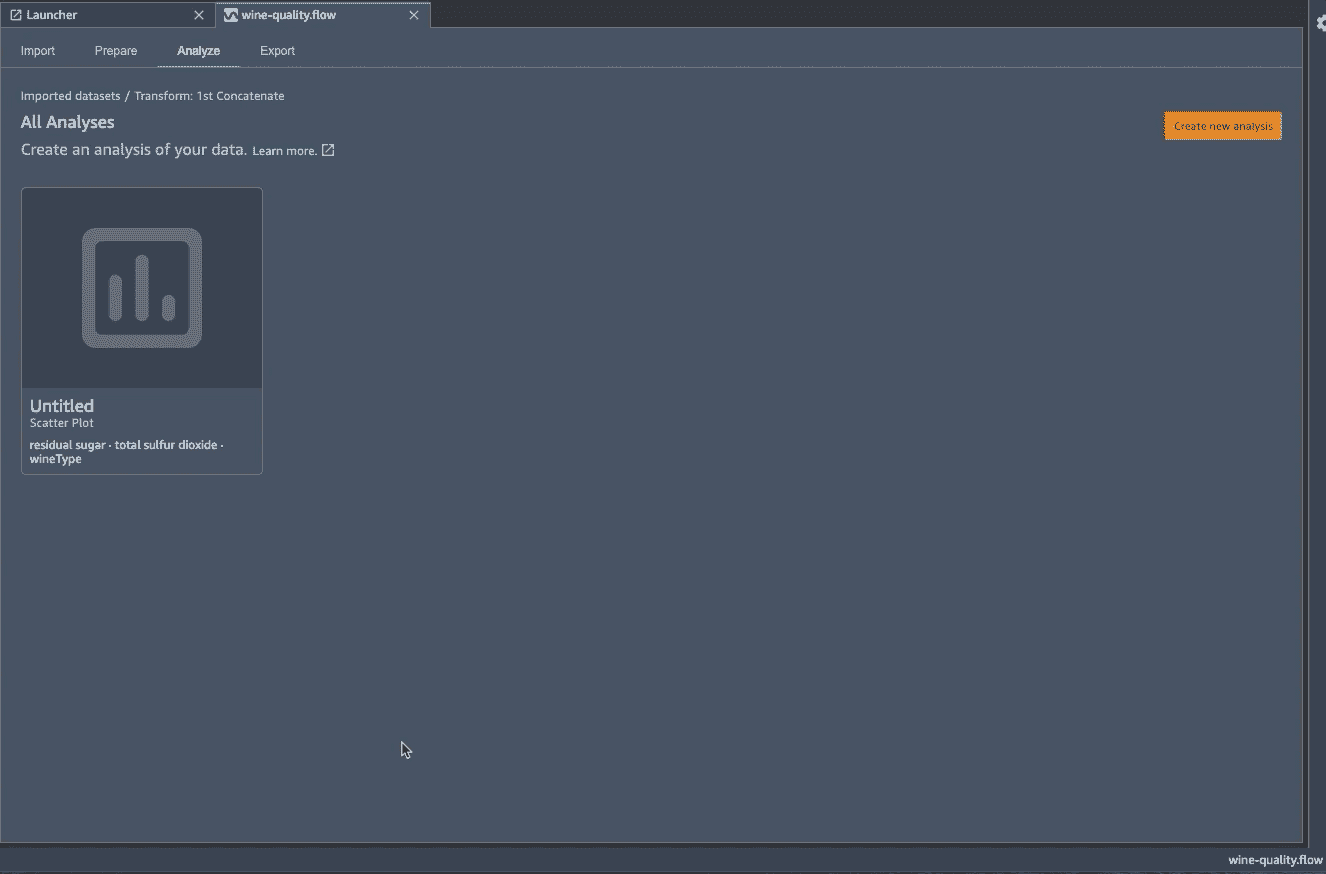 Launcher
wine-quality.flow
Import Prepare Analyze Export
Imported datasets / Transform: 1st Concatenate
All Analyses
Create new analysis
Create an analysis of your data. Learn more.
Untitled
Scatter Plot
residual sugar · total sulfur dioxide ·
wineType
wine-quality.flow